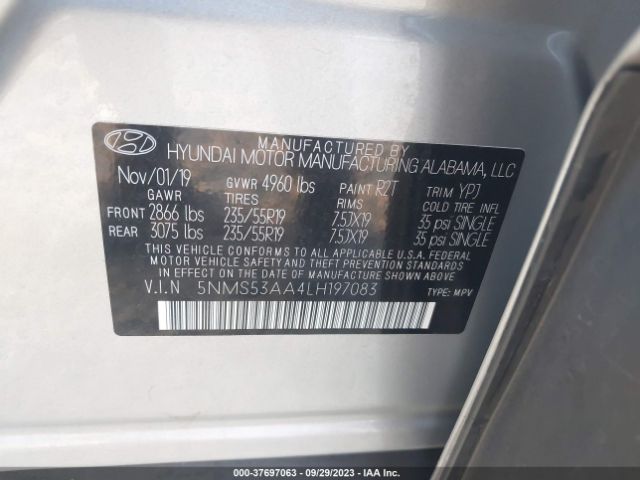 MANUFACTURED BY
HYUNDAI MOTOR MANUFACTURING ALABAMA, LLC
Nov/01/19 GVWR 4960 lbs PAINT R2T TRIM YPJ
GAWR TIRES RIMS COLD TIRE INFL
FRONT 2866 lbs 235/55R19 7.5JX19 35 psi SINGLE
REAR 3075 lbs 235/55R19 7.5JX19 35 psi SINGLE
THIS VEHICLE CONFORMS TO ALL APPLICABLE U.S.A. FEDERAL
MOTOR VEHICLE SAFETY AND THEFT PREVENTION STANDARDS
IN EFFECT ON THE DATE OF MANUFACTURE SHOWN ABOVE.
V.I.N 5NMS53AA4LH197083 TYPE: MPV
000-37697063 • 09/29/2023 • IAA Inc.